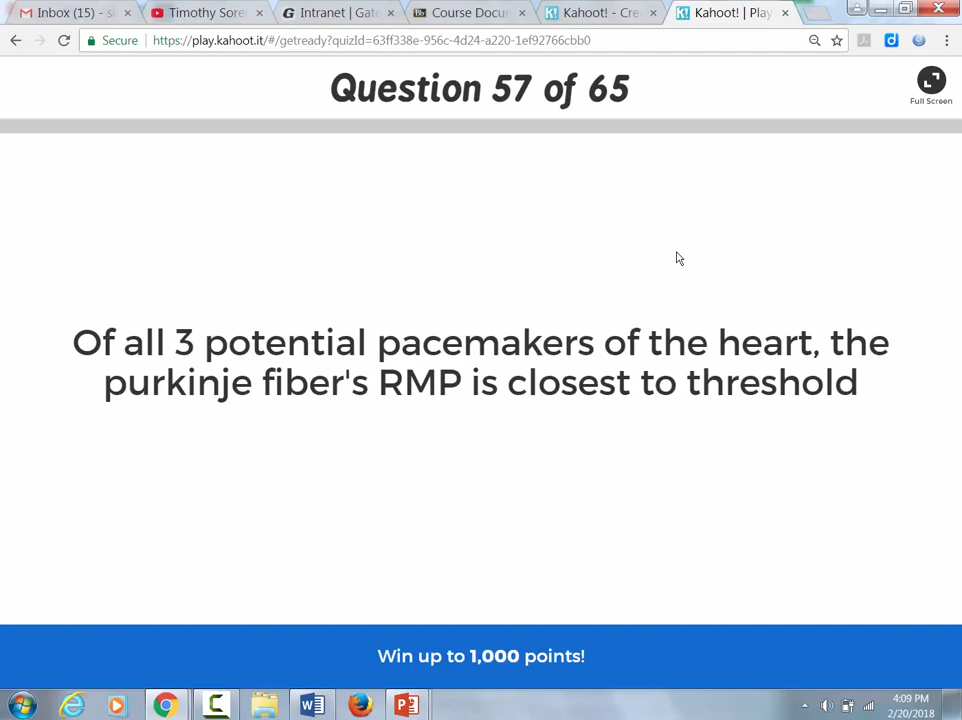 Inbox (15) - s
Timothy Sore
G Intranet | Gate
Bb Course Docum
K! Kahoot! - Cre
K! Kahoot! | Play
Secure
https://play.kahoot.it/#/getready?quizId=63ff338e-956c-4d24-a220-1ef92766cbb0
Question 57 of 65
Full Screen
Of all 3 potential pacemakers of the heart, the
purkinje fiber's RMP is closest to threshold
Win up to 1,000 points!
4:09 PM
2/20/2018